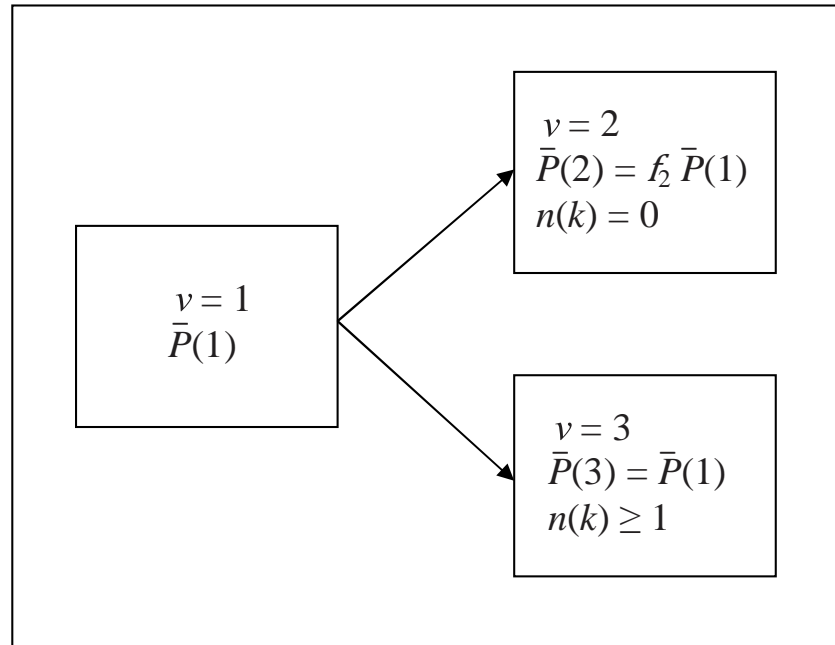 v = 1
P̄(1)
v = 2
P̄(2) = f₂ P̄(1)
n(k) = 0
v = 3
P̄(3) = P̄(1)
n(k) ≥ 1